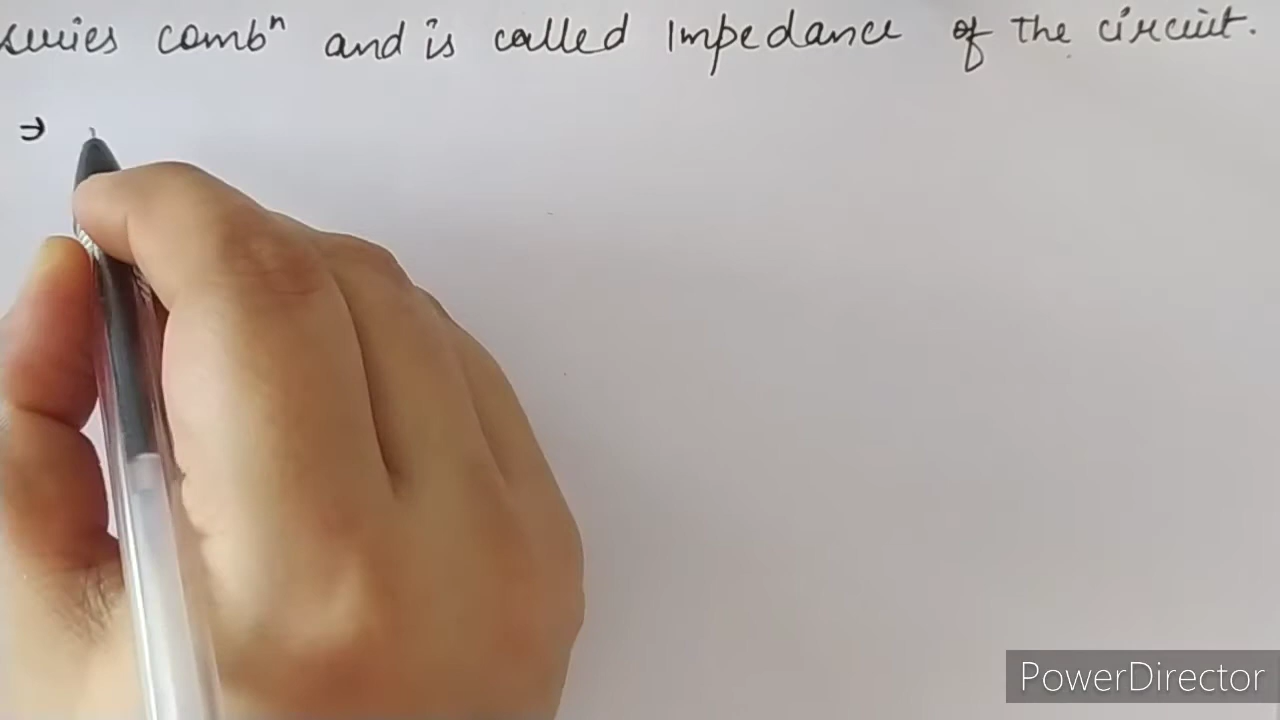 series combⁿ and is called Impedance of the circuit.
⇒
PowerDirector